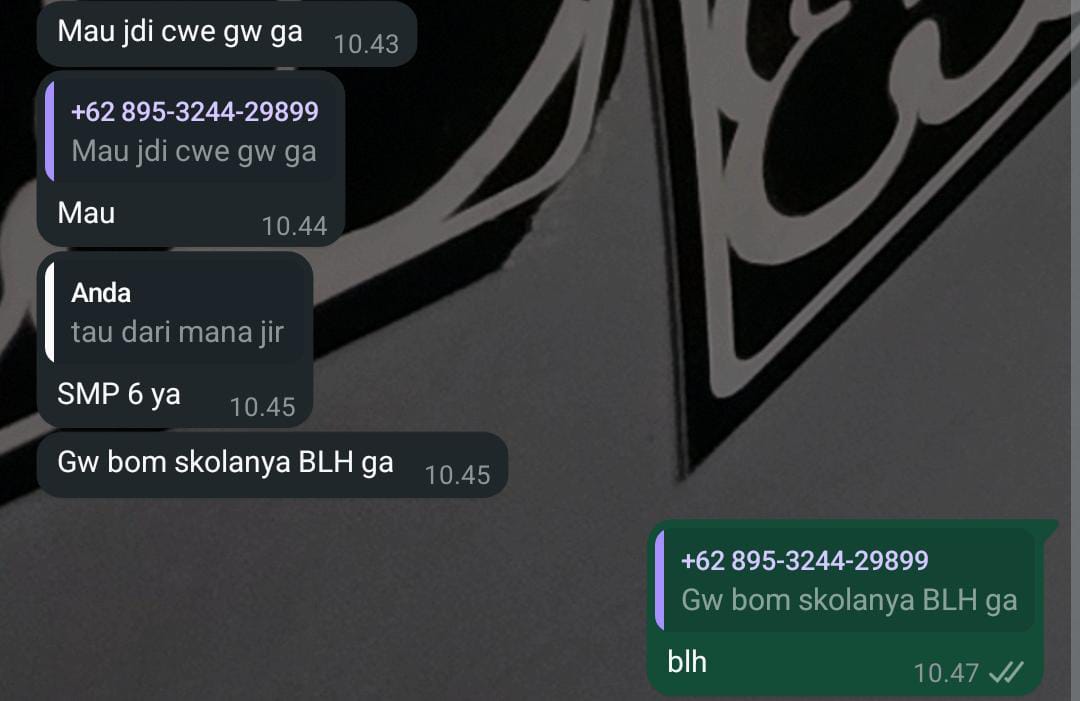 Mau jdi cwe gw ga
10.43
+62 895-3244-29899
Mau jdi cwe gw ga
Mau
10.44
Anda
tau dari mana jir
SMP 6 ya
10.45
Gw bom skolanya BLH ga
10.45
+62 895-3244-29899
Gw bom skolanya BLH ga
blh
10.47